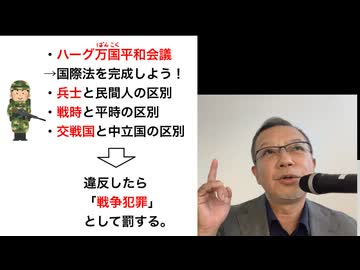 ばんこく
・ハーグ万国平和会議
→国際法を完成しよう！
・兵士と民間人の区別
・戦時と平時の区別
・交戦国と中立国の区別
違反したら
「戦争犯罪」
として罰する。